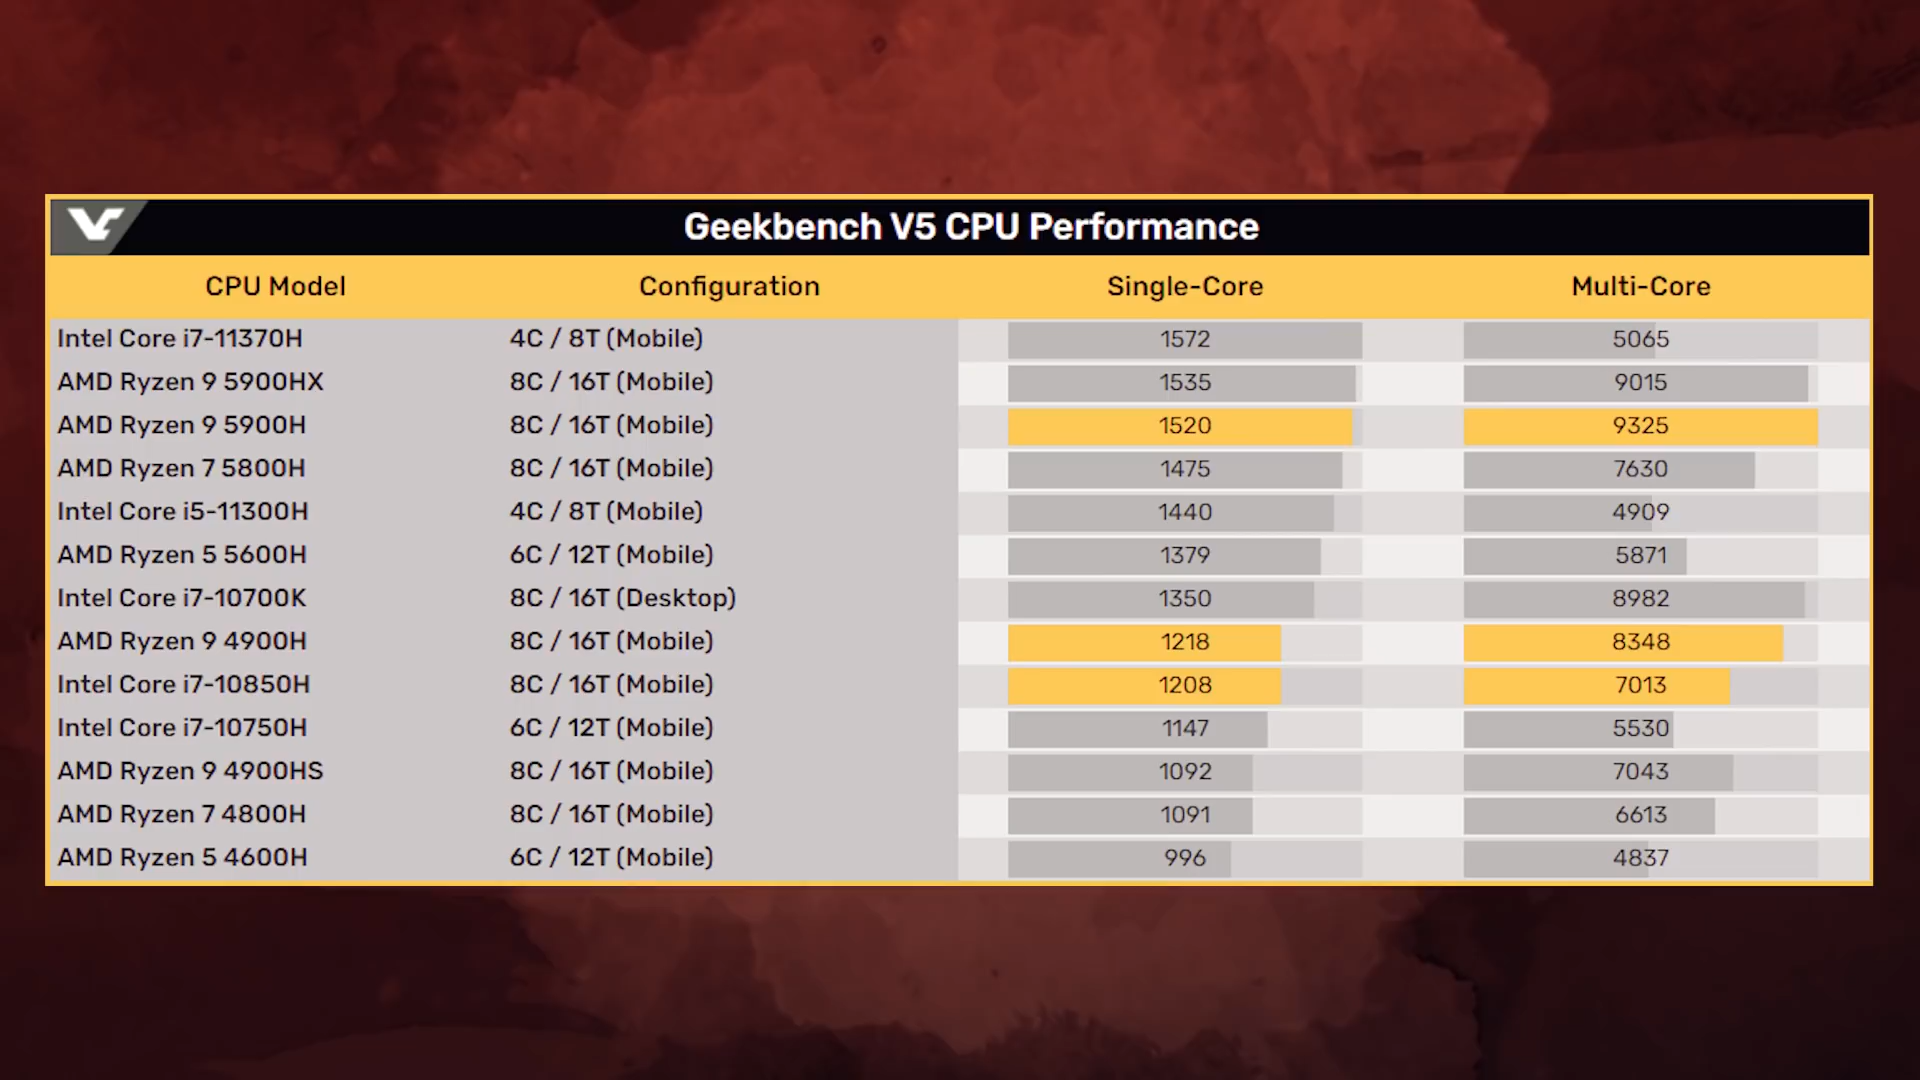 Geekbench V5 CPU Performance
CPU Model Configuration Single-Core Multi-Core
Intel Core i7-11370H 4C / 8T (Mobile) 1572 5065
AMD Ryzen 9 5900HX 8C / 16T (Mobile) 1535 9015
AMD Ryzen 9 5900H 8C / 16T (Mobile) 1520 9325
AMD Ryzen 7 5800H 8C / 16T (Mobile) 1475 7630
Intel Core i5-11300H 4C / 8T (Mobile) 1440 4909
AMD Ryzen 5 5600H 6C / 12T (Mobile) 1379 5871
Intel Core i7-10700K 8C / 16T (Desktop) 1350 8982
AMD Ryzen 9 4900H 8C / 16T (Mobile) 1218 8348
Intel Core i7-10850H 8C / 16T (Mobile) 1208 7013
Intel Core i7-10750H 6C / 12T (Mobile) 1147 5530
AMD Ryzen 9 4900HS 8C / 16T (Mobile) 1092 7043
AMD Ryzen 7 4800H 8C / 16T (Mobile) 1091 6613
AMD Ryzen 5 4600H 6C / 12T (Mobile) 996 4837